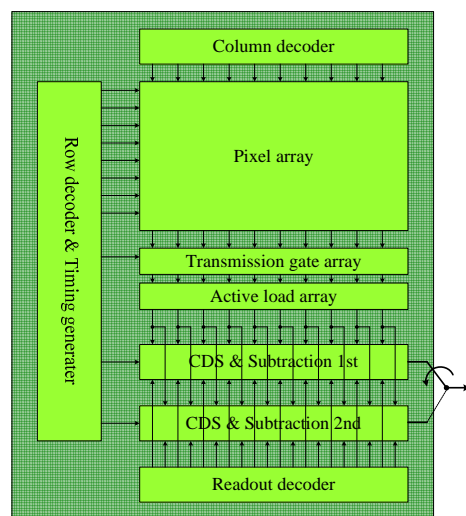 Column decoder
Row decoder & Timing generater
Pixel array
Transmission gate array
Active load array
CDS & Subtraction 1st
CDS & Subtraction 2nd
Readout decoder